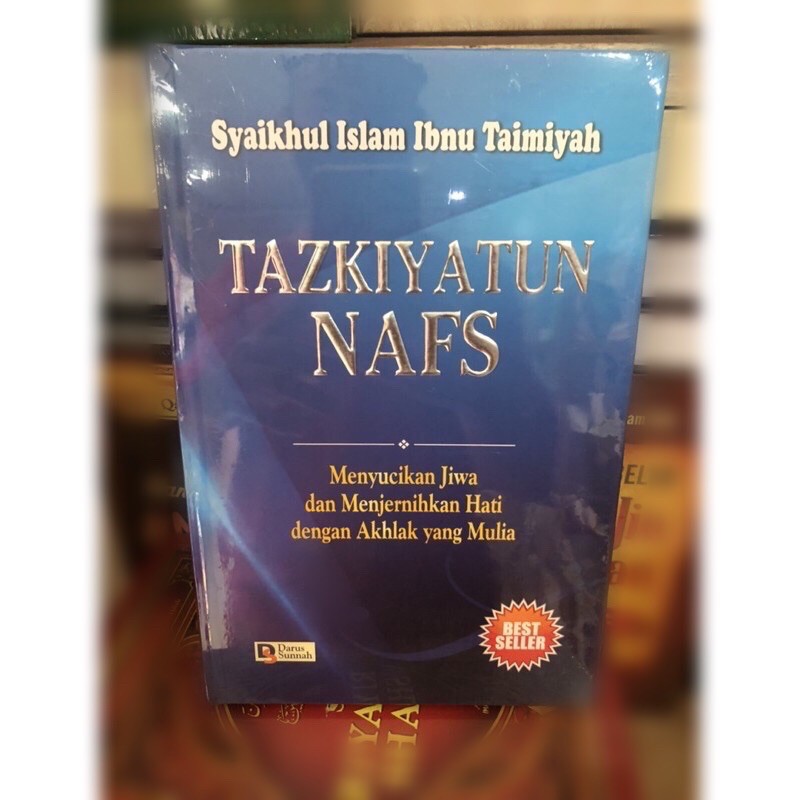 Syaikhul Islam Ibnu Taimiyah
TAZKIYATUN
NAFS
Menyucikan Jiwa
dan Menjernihkan Hati
dengan Akhlak yang Mulia
BEST
SELLER
Darus
Sunnah